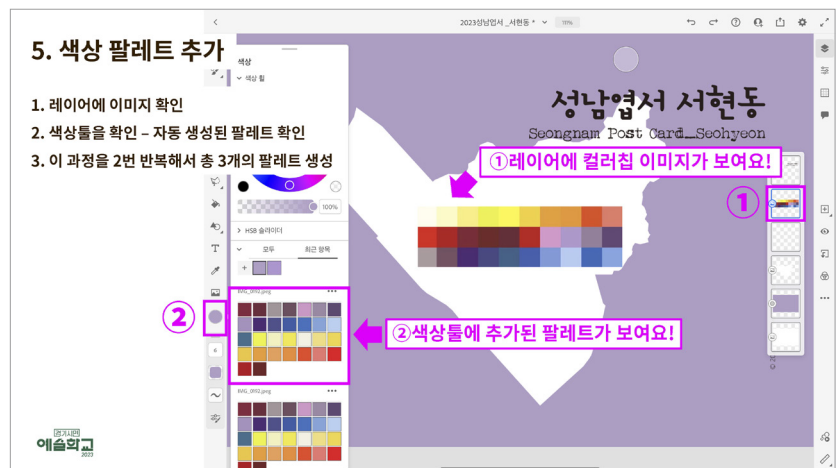 5. 색상 팔레트 추가
1. 레이어에 이미지 확인
2. 색상툴을 확인 – 자동 생성된 팔레트 확인
3. 이 과정을 2번 반복해서 총 3개의 팔레트 생성
2023성남엽서 _서현동 *
색상
색상 휠
100%
HSB 슬라이더
모두 최근 항목
IMG_0992.png
IMG_0992.png
6
T
성남엽서 서현동
Seongnam Post Card_Seohyeon
①레이어에 컬러칩 이미지가 보여요!
①
②
②색상툴에 추가된 팔레트가 보여요!
경기시민
예술학교
2023